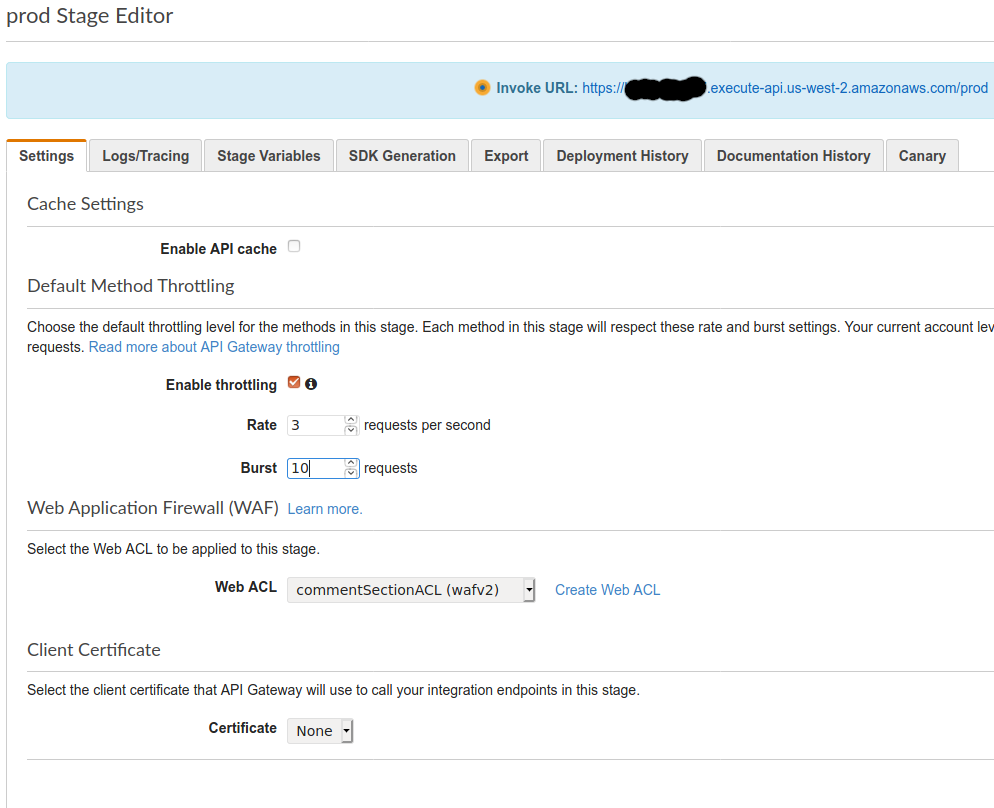 prod Stage Editor
Invoke URL: https:// .execute-api.us-west-2.amazonaws.com/prod
Settings Logs/Tracing Stage Variables SDK Generation Export Deployment History Documentation History Canary
Cache Settings
Enable API cache
Default Method Throttling
Choose the default throttling level for the methods in this stage. Each method in this stage will respect these rate and burst settings. Your current account lev
requests. Read more about API Gateway throttling
Enable throttling
Rate 3 requests per second
Burst 10 requests
Web Application Firewall (WAF) Learn more.
Select the Web ACL to be applied to this stage.
Web ACL commentSectionACL (wafv2) Create Web ACL
Client Certificate
Select the client certificate that API Gateway will use to call your integration endpoints in this stage.
Certificate None